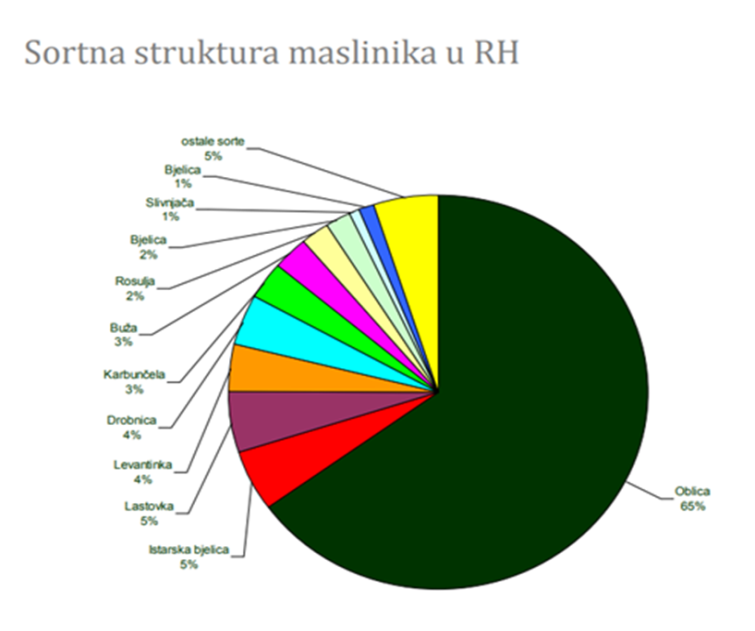 Sortna struktura maslinika u RH
ostale sorte
5%
Bjelica
1%
Slivnjača
1%
Bjelica
2%
Rosulja
2%
Buža
3%
Karbunčela
3%
Drobnica
4%
Levantinka
4%
Lastovka
5%
Istarska bjelica
5%
Oblica
65%